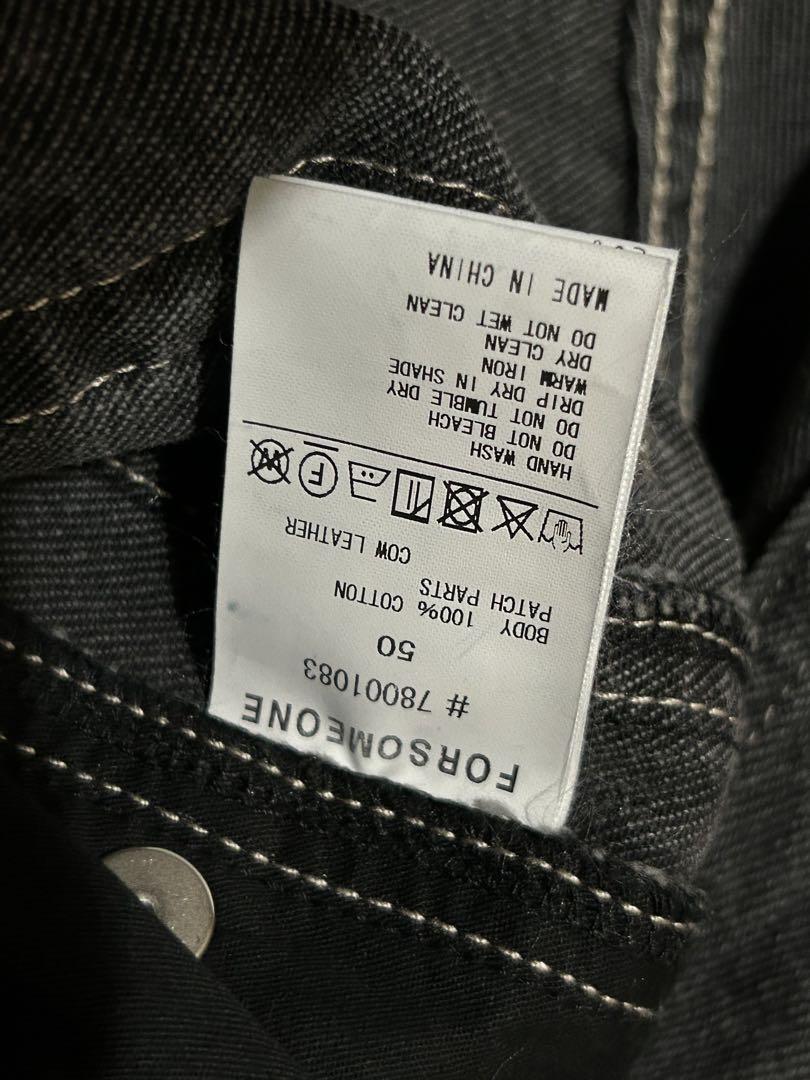 FORSOMEONE
# 78001083
50
BODY 100% COTTON
PATCH PARTS
COW LEATHER
F
W
HAND WASH
DO NOT BLEACH
DO NOT TUMBLE DRY
DRIP DRY IN SHADE
WARM IRON
DRY CLEAN
DO NOT WET CLEAN
MADE IN CHINA